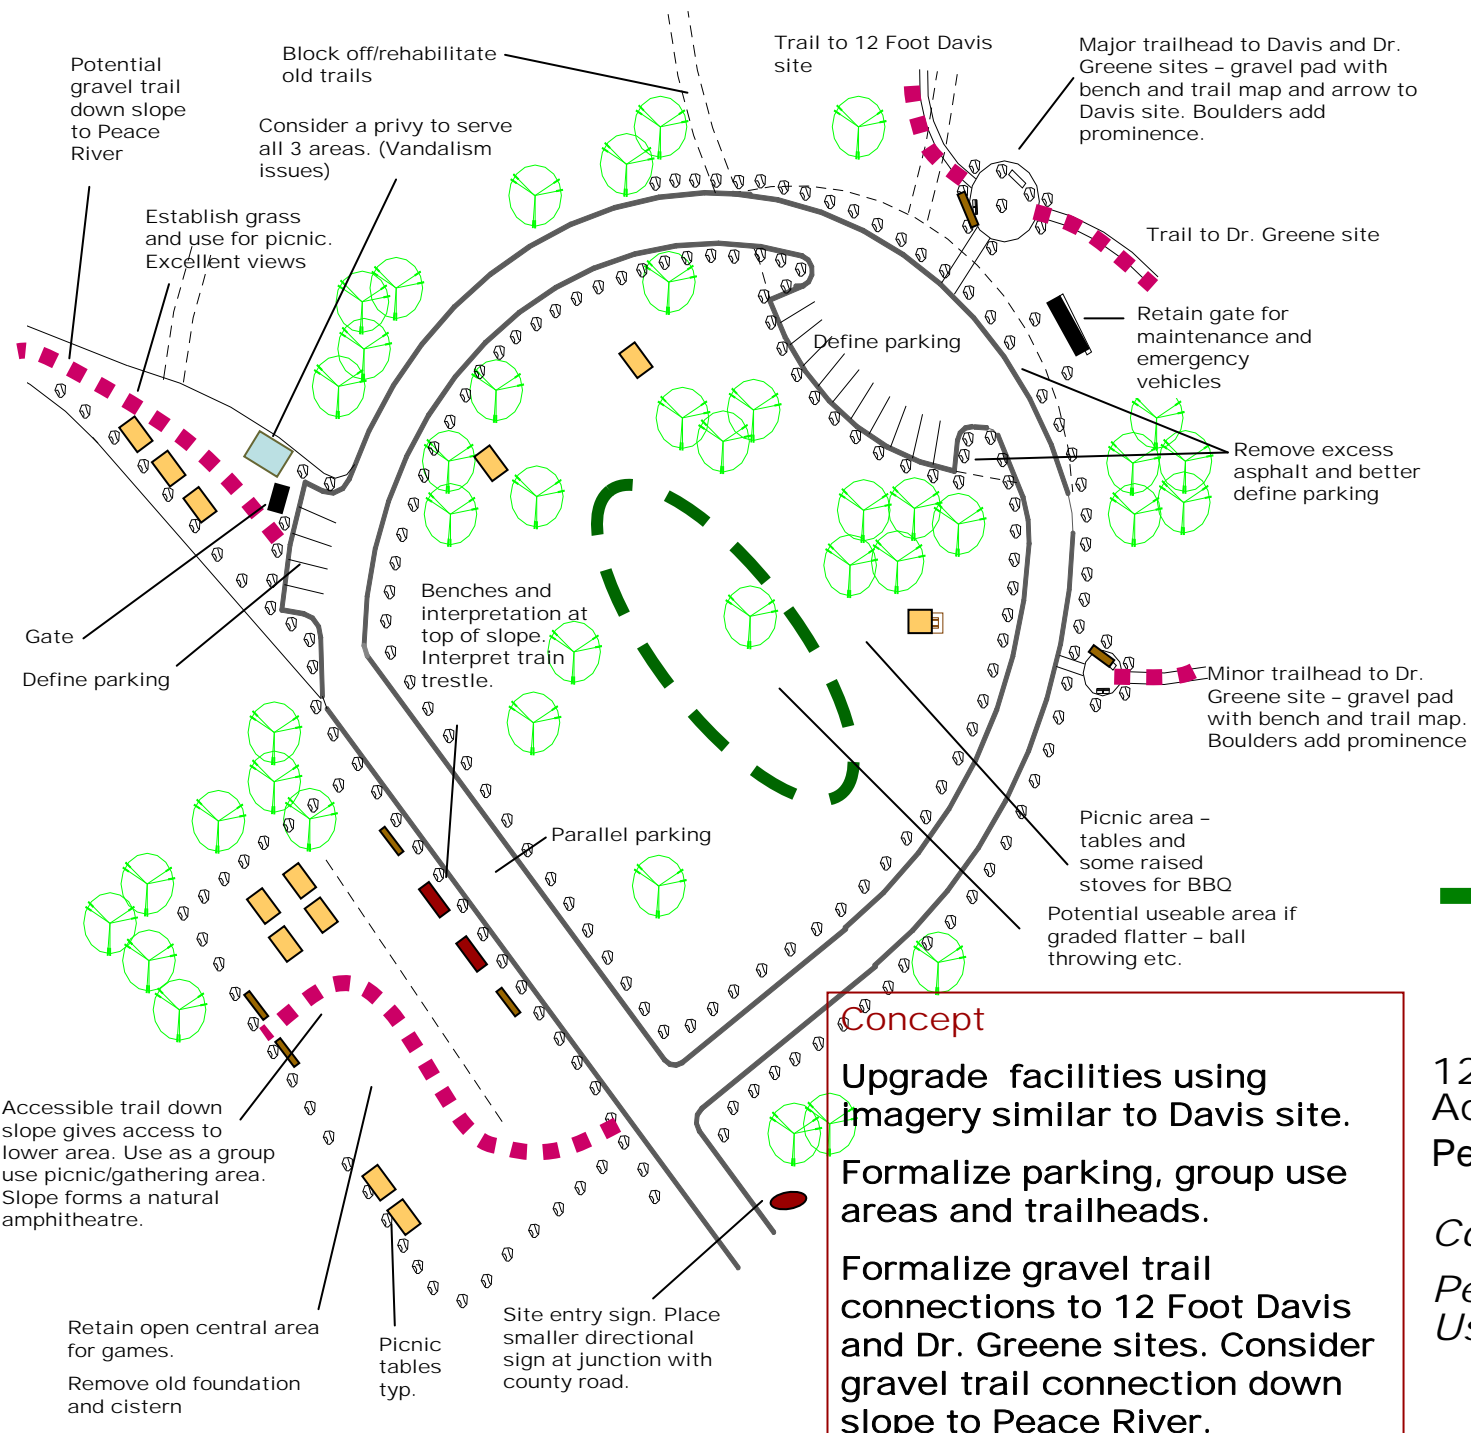 Potential
gravel trail
down slope
to Peace
River
Block off/rehabilitate
old trails
Consider a privy to serve
all 3 areas. (Vandalism
issues)
Establish grass
and use for picnic.
Excellent views
Trail to 12 Foot Davis
site
Major trailhead to Davis and Dr.
Greene sites – gravel pad with
bench and trail map and arrow to
Davis site. Boulders add
prominence.
Trail to Dr. Greene site
Retain gate for
maintenance and
emergency
vehicles
Define parking
Remove excess
asphalt and better
define parking
Gate
Define parking
Benches and
interpretation at
top of slope.
Interpret train
trestle.
Minor trailhead to Dr.
Greene site – gravel pad
with bench and trail map.
Boulders add prominence
Parallel parking
Picnic area –
tables and
some raised
stoves for BBQ
Potential useable area if
graded flatter – ball
throwing etc.
Accessible trail down
slope gives access to
lower area. Use as a group
use picnic/gathering area.
Slope forms a natural
amphitheatre.
Retain open central area
for games.
Remove old foundation
and cistern
Picnic
tables
typ.
Site entry sign. Place
smaller directional
sign at junction with
county road.
Concept
Upgrade facilities using
imagery similar to Davis site.
Formalize parking, group use
areas and trailheads.
Formalize gravel trail
connections to 12 Foot Davis
and Dr. Greene sites. Consider
gravel trail connection down
slope to Peace River.
12
Ac
Pe
Co
Pe
Us